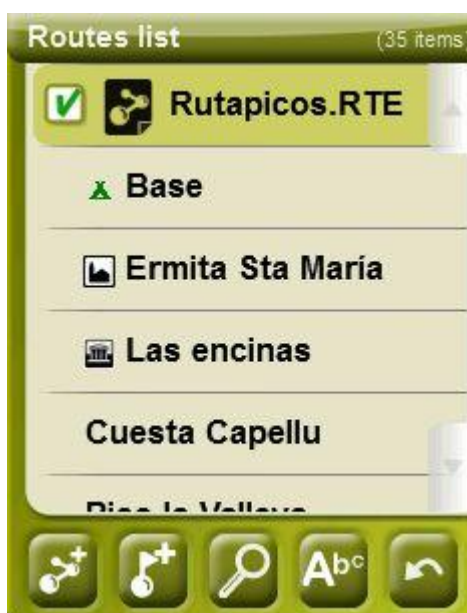 Routes list (35 items)
Rutapicos.RTE
Base
Ermita Sta María
Las encinas
Cuesta Capellu
Abc